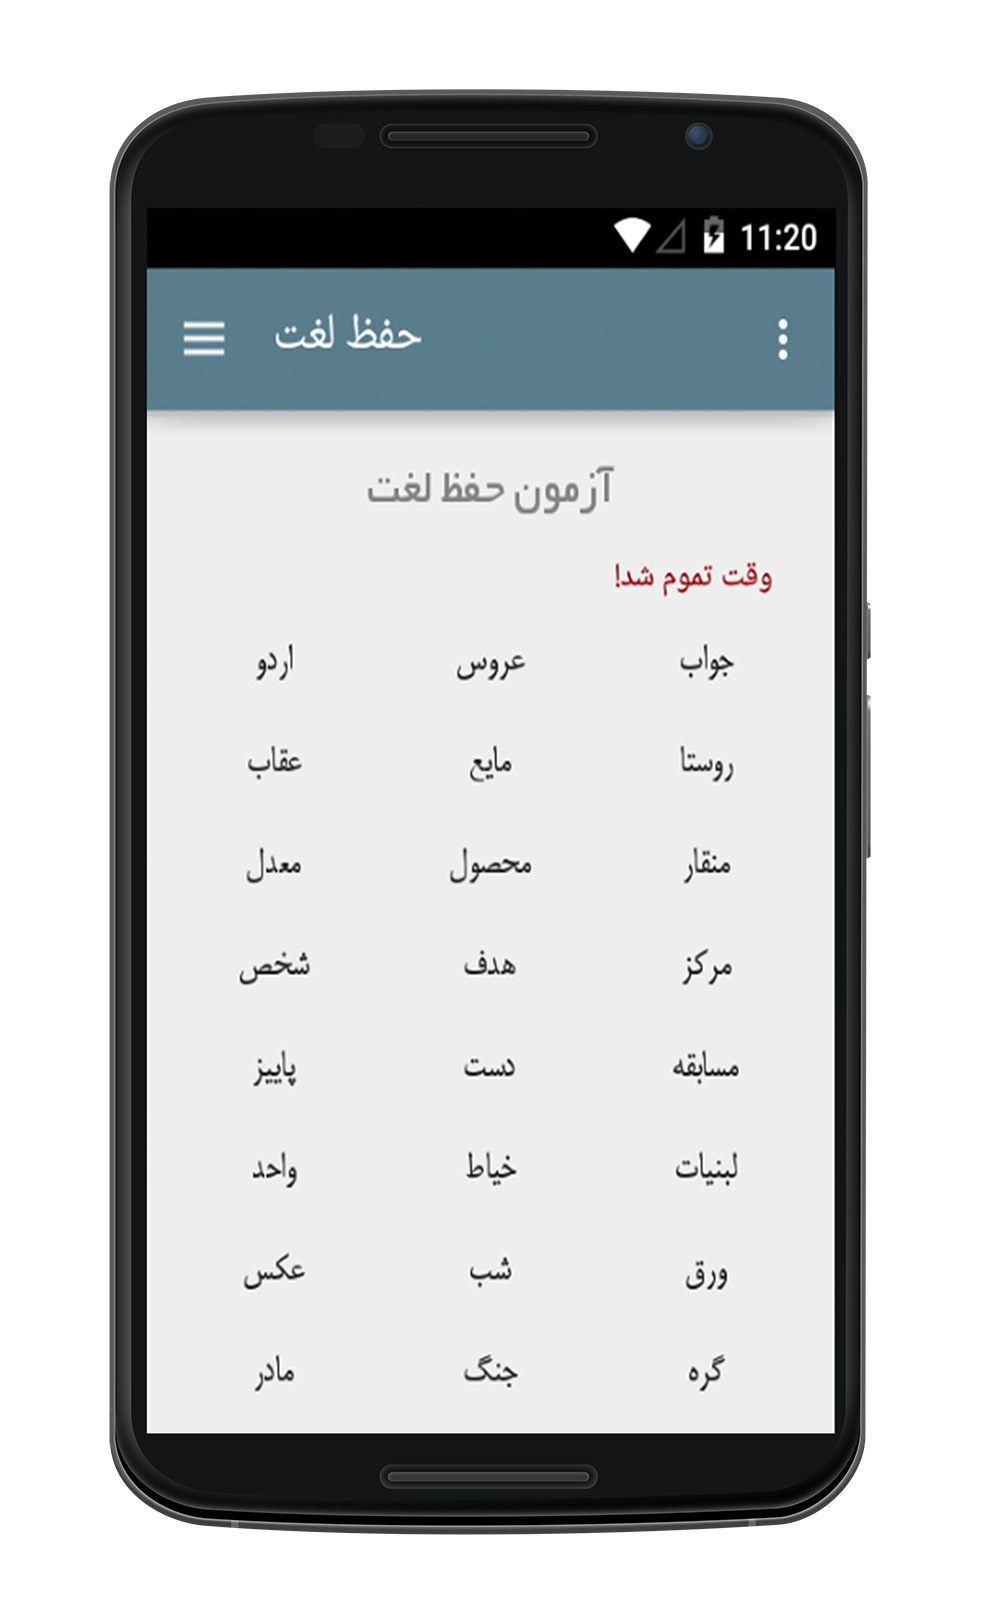 11:20
حفظ لغت
آزمون حفظ لغت
وقت تموم شد!
جواب عروس اردو
روستا مایع عقاب
منقار محصول معدل
مرکز هدف شخص
مسابقه دست پاییز
لبنیات خیاط واحد
ورق شب عکس
گره جنگ مادر